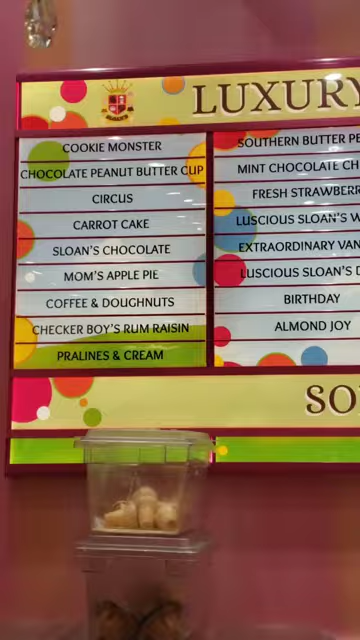 LUXURY
COOKIE MONSTER
CHOCOLATE PEANUT BUTTER CUP
CIRCUS
CARROT CAKE
SLOAN'S CHOCOLATE
MOM'S APPLE PIE
COFFEE & DOUGHNUTS
CHECKER BOY'S RUM RAISIN
PRALINES & CREAM
SOUTHERN BUTTER PE
MINT CHOCOLATE CH
FRESH STRAWBERR
LUSCIOUS SLOAN'S W
EXTRAORDINARY VAN
LUSCIOUS SLOAN'S D
BIRTHDAY
ALMOND JOY
SO